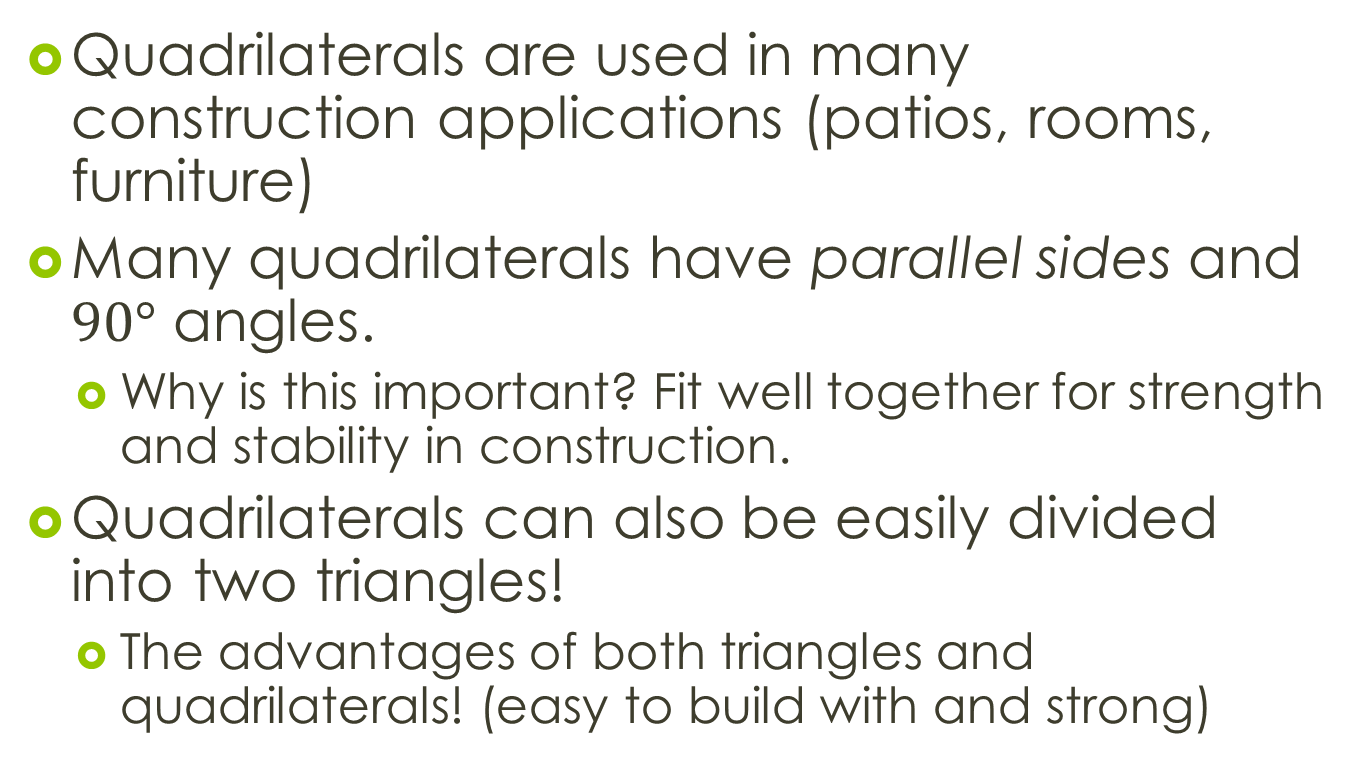 Quadrilaterals are used in many
construction applications (patios, rooms,
furniture)
Many quadrilaterals have parallel sides and
90° angles.
Why is this important? Fit well together for strength
and stability in construction.
Quadrilaterals can also be easily divided
into two triangles!
The advantages of both triangles and
quadrilaterals! (easy to build with and strong)